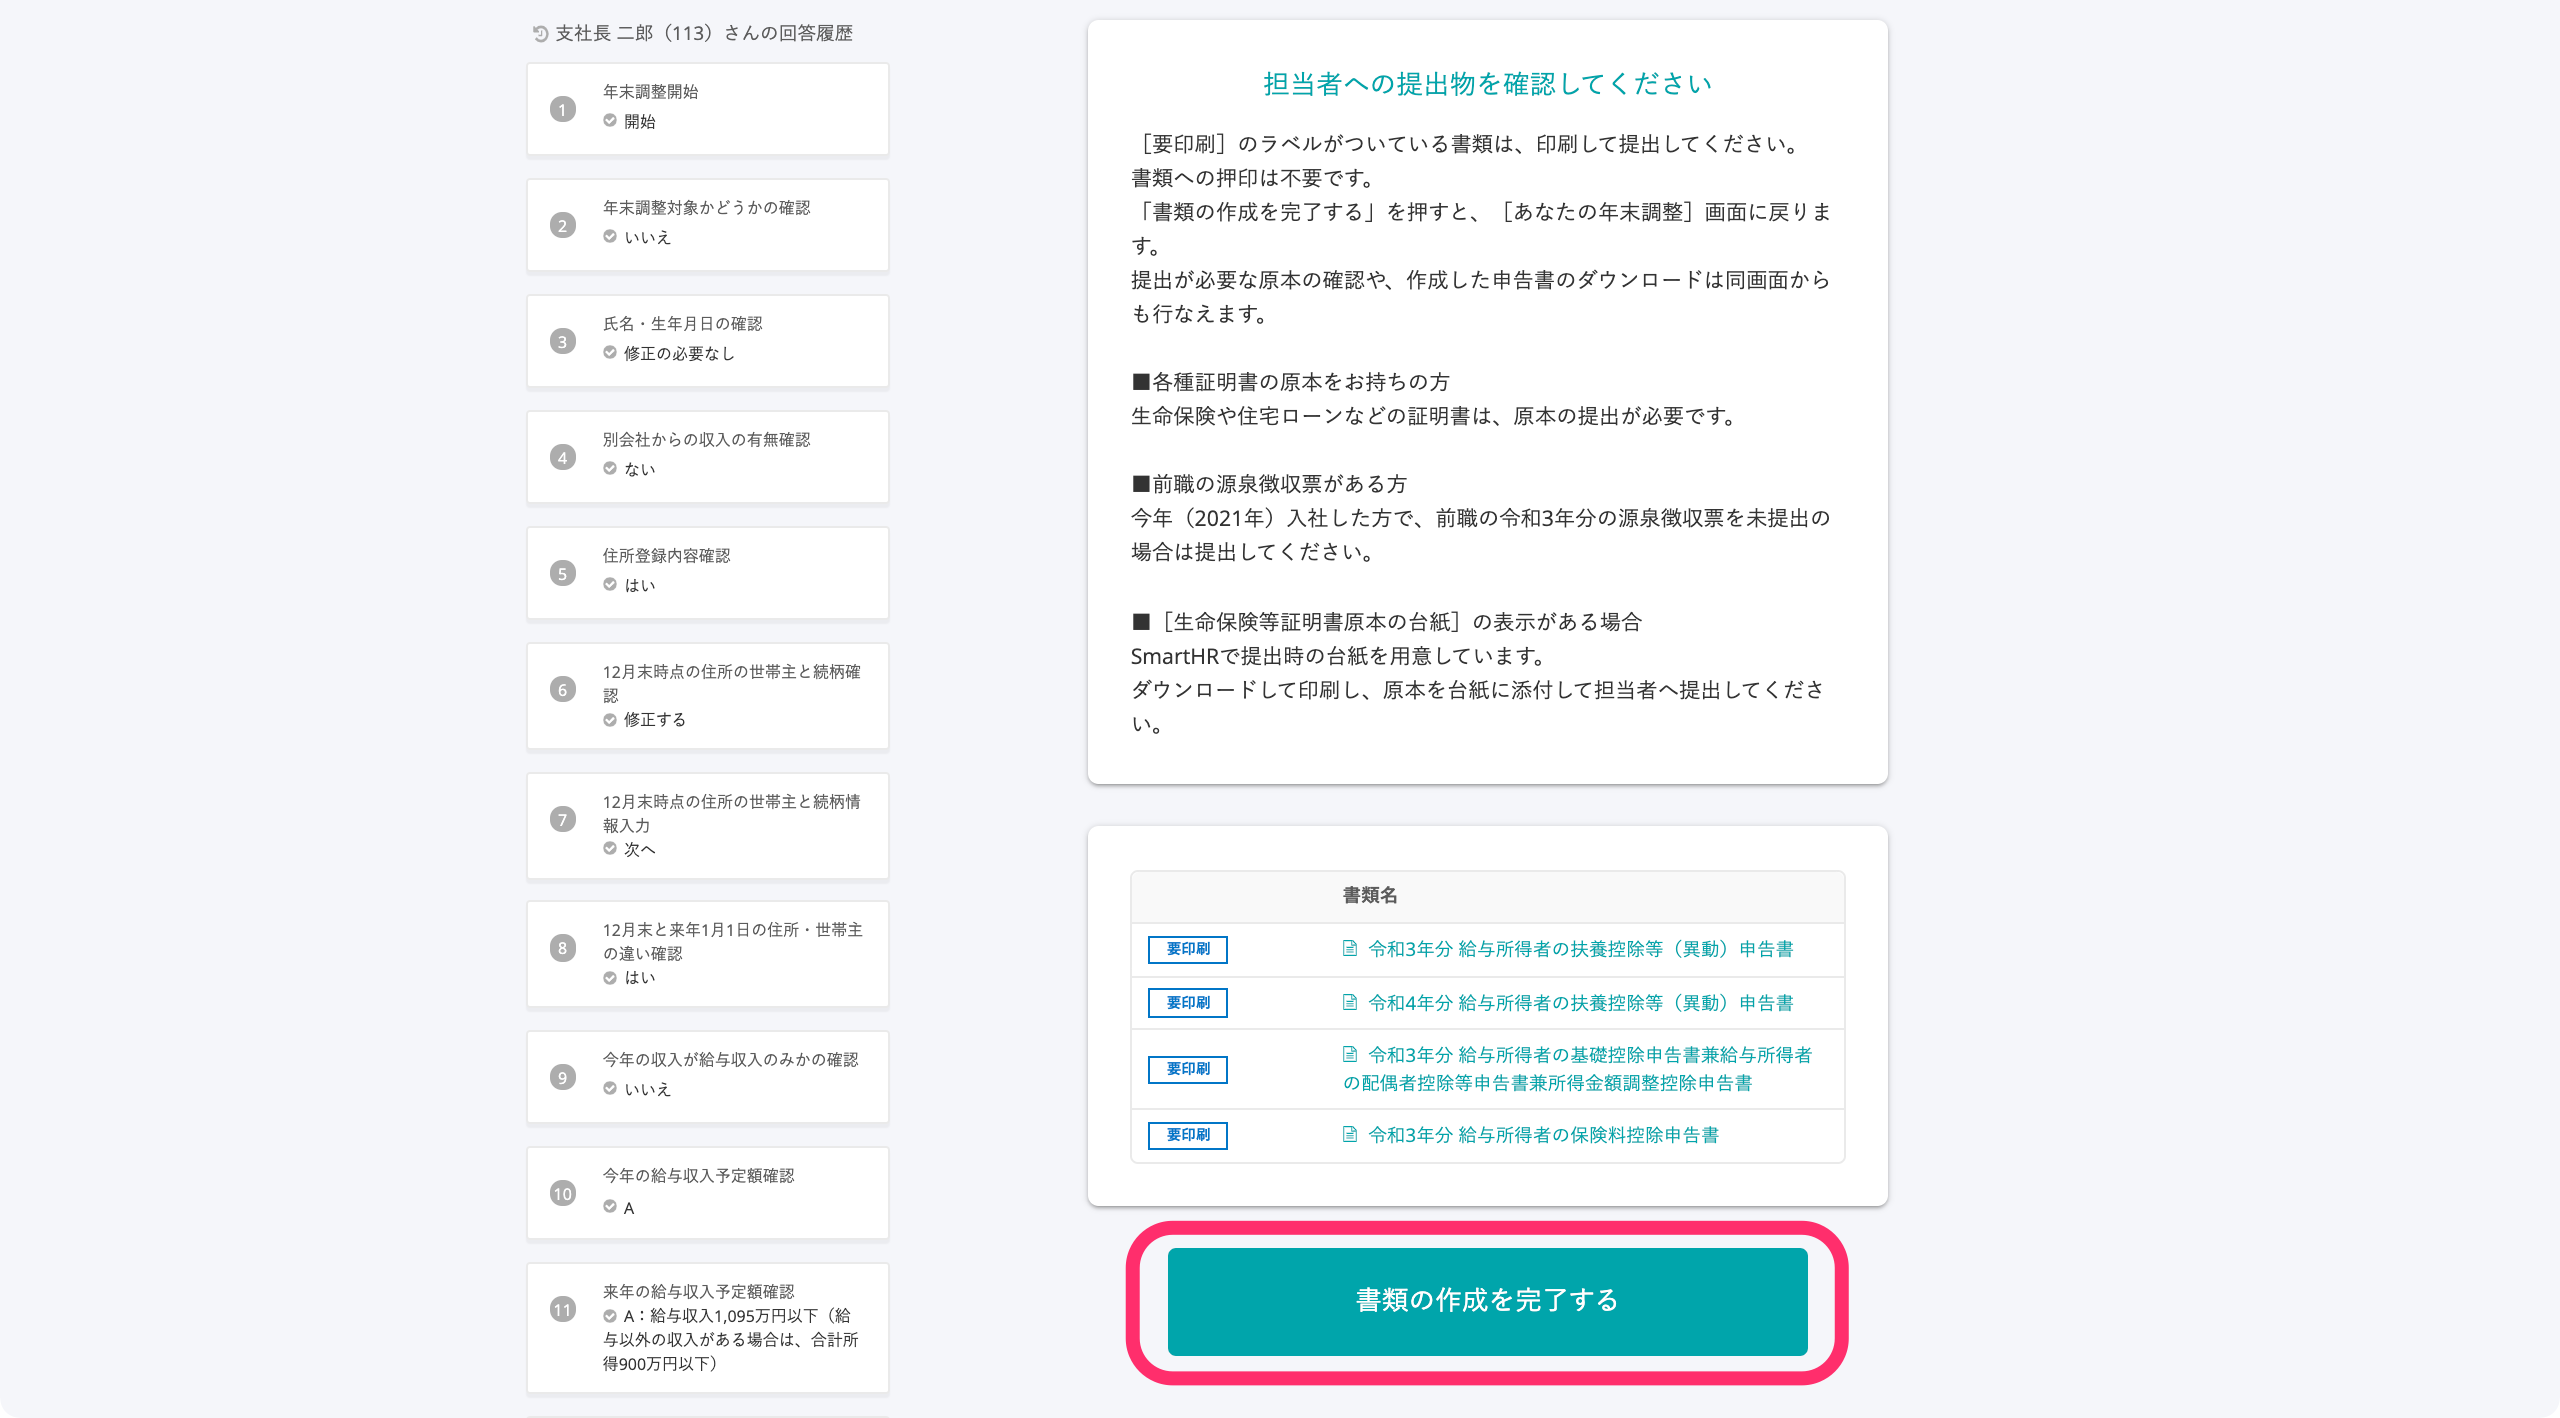 支社長 二郎（113）さんの回答履歴
1
年末調整開始
開始
2
年末調整対象かどうかの確認
いいえ
3
氏名・生年月日の確認
修正の必要なし
4
別会社からの収入の有無確認
ない
5
住所登録内容確認
はい
6
12月末時点の住所の世帯主と続柄確
認
修正する
7
12月末時点の住所の世帯主と続柄情
報入力
次へ
8
12月末と来年1月1日の住所・世帯主
の違い確認
はい
9
今年の収入が給与収入のみかの確認
いいえ
10
今年の給与収入予定額確認
A
11
来年の給与収入予定額確認
A：給与収入1,095万円以下（給
与以外の収入がある場合は、合計所
得900万円以下）
担当者への提出物を確認してください
［要印刷］のラベルがついている書類は、印刷して提出してください。
書類への押印は不要です。
「書類の作成を完了する」を押すと、［あなたの年末調整］画面に戻りま
す。
提出が必要な原本の確認や、作成した申告書のダウンロードは同画面から
も行なえます。
■各種証明書の原本をお持ちの方
生命保険や住宅ローンなどの証明書は、原本の提出が必要です。
■前職の源泉徴収票がある方
今年（2021年）入社した方で、前職の令和3年分の源泉徴収票を未提出の
場合は提出してください。
■［生命保険等証明書原本の台紙］の表示がある場合
SmartHRで提出時の台紙を用意しています。
ダウンロードして印刷し、原本を台紙に添付して担当者へ提出してくださ
い。
書類名
要印刷 令和3年分 給与所得者の扶養控除等（異動）申告書
要印刷 令和4年分 給与所得者の扶養控除等（異動）申告書
要印刷 令和3年分 給与所得者の基礎控除申告書兼給与所得者
の配偶者控除等申告書兼所得金額調整控除申告書
要印刷 令和3年分 給与所得者の保険料控除申告書
書類の作成を完了する